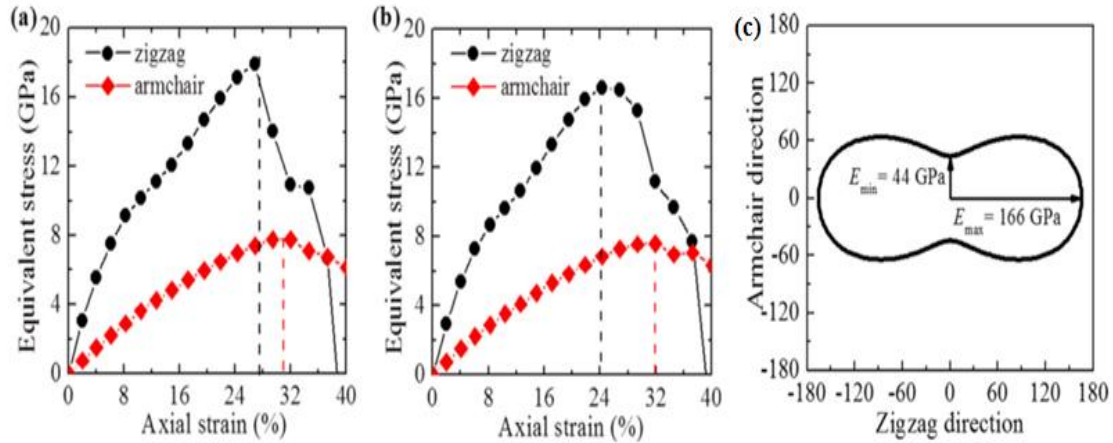 (a)
20
16
12
8
4
0
Equivalent stress (GPa)
zigzag
armchair
0 8 16 24 32 40
Axial strain (%)
(b)
20
16
12
8
4
0
Equivalent stress (GPa)
zigzag
armchair
0 8 16 24 32 40
Axial strain (%)
(c)
180
120
60
0
-60
-120
-180
Armchair direction
Emin = 44 GPa
Emax = 166 GPa
-180 -120 -60 0 60 120 180
Zigzag direction